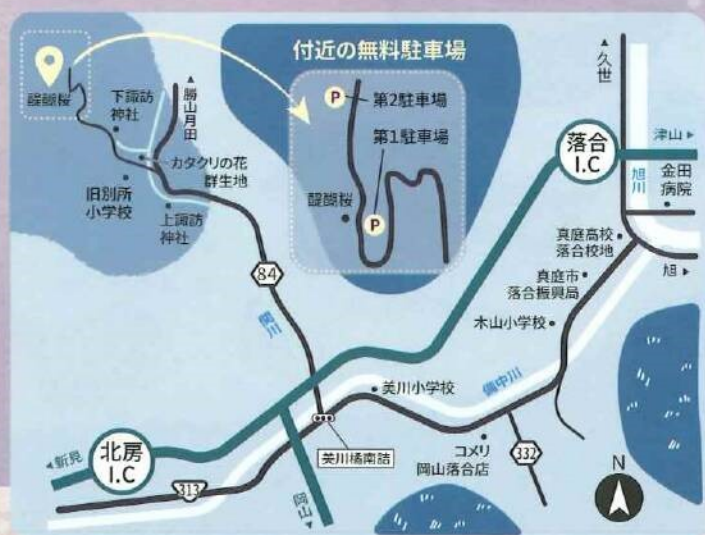 付近の無料駐車場
醍醐桜
下諏訪
神社
▲勝山月田
カタクリの花
群生地
旧別所
小学校
上諏訪
神社
P
第2駐車場
第1駐車場
醍醐桜
P
▲久世
落合
I.C
津山▶
旭川
金田
病院
真庭高校
落合校地
旭▶
真庭市
落合振興局
木山小学校
84
関川
美川小学校
備中川
北房
I.C
◀新見
美川橋南詰
コメリ
岡山落合店
332
313
岡山▼
N